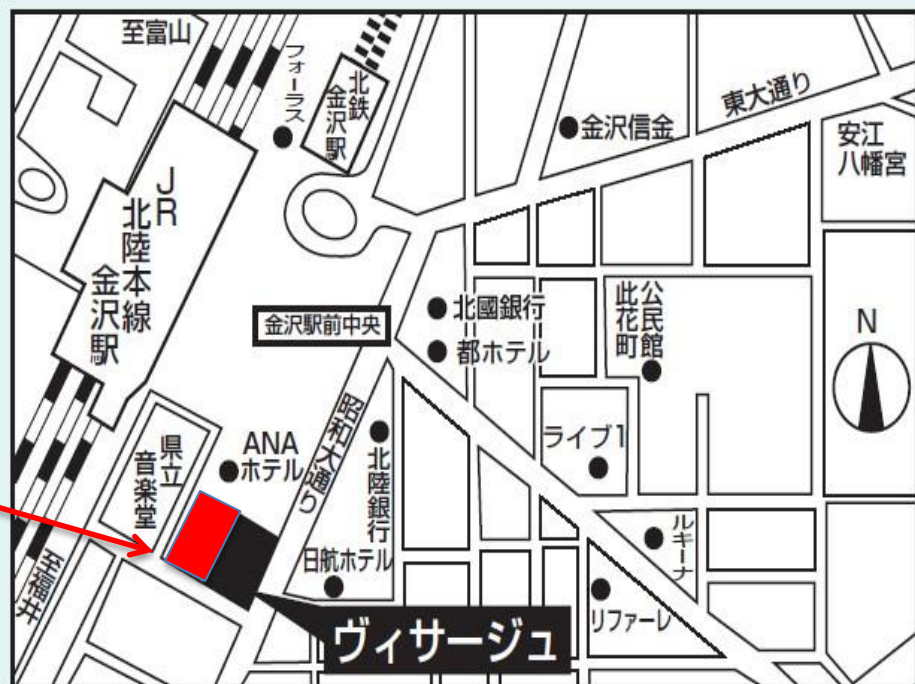 至富山
フォーラス
北鉄
金沢駅
東大通り
金沢信金
安江
八幡宮
JR
北陸本線
金沢駅
金沢駅前中央
北國銀行
都ホテル
公民館
此花町
N
昭和大通り
ANA
ホテル
県立
音楽堂
北陸銀行
ライブ1
ルキーナ
日航ホテル
リファーレ
至福井
ヴィサージュ